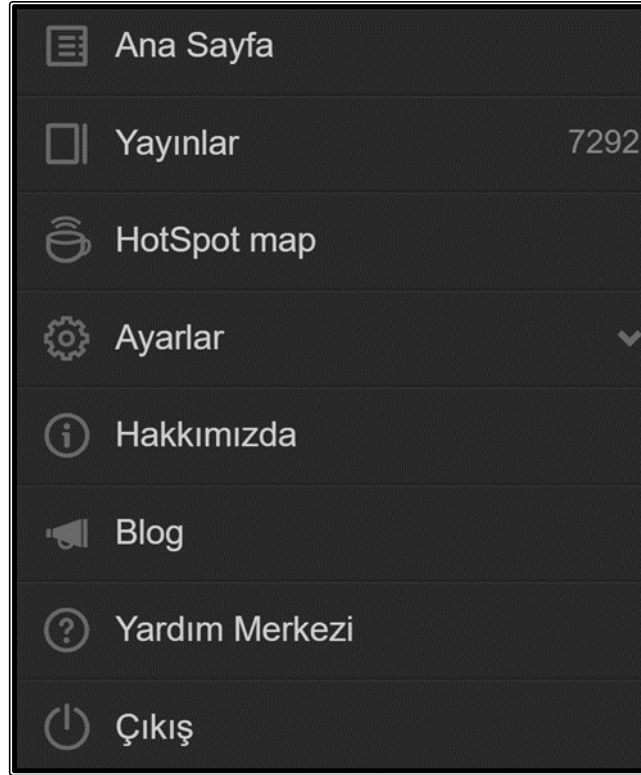 Ana Sayfa
Yayınlar 7292
HotSpot map
Ayarlar
Hakkımızda
Blog
Yardım Merkezi
Çıkış